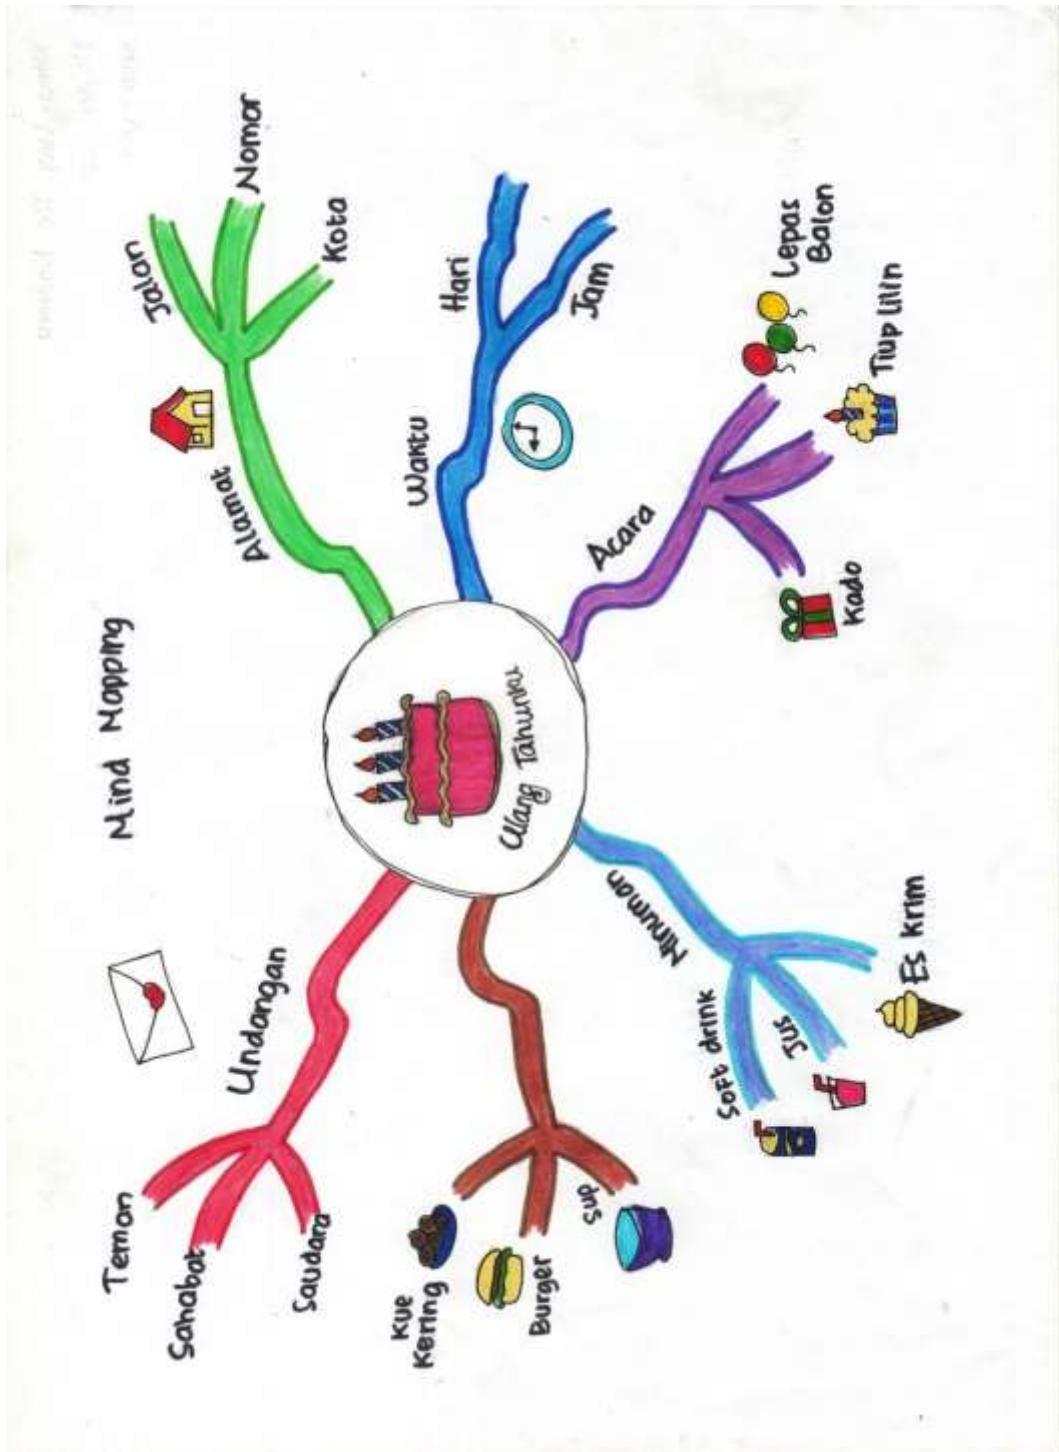 Mind Mapping
Ulang Tahunku
Undangan
Teman
Sahabat
Saudara
Kue
Kering
Burger
Sup
Minuman
Soft drink
Jus
Es Krim
Acara
Kado
Tiup Lilin
Lepas
Balon
Waktu
Hari
Jam
Alamat
Jalan
Nomor
Kota